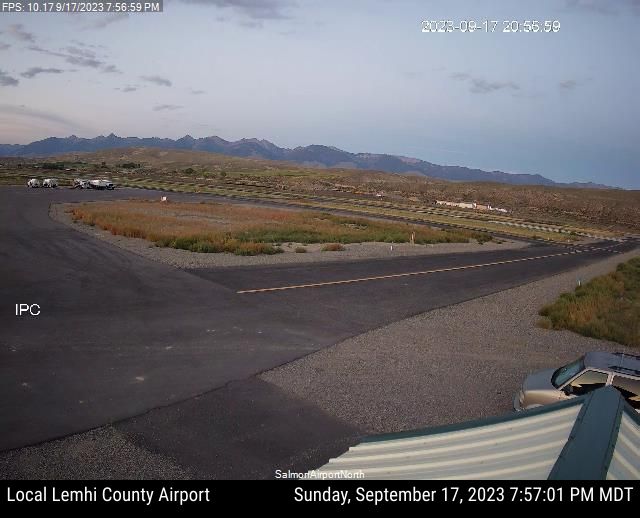 FPS: 10.17 9/17/2023 7:56:59 PM
2023-09-17 20:55:59
IPC
SalmonAirportNorth
Local Lemhi County Airport
Sunday, September 17, 2023 7:57:01 PM MDT